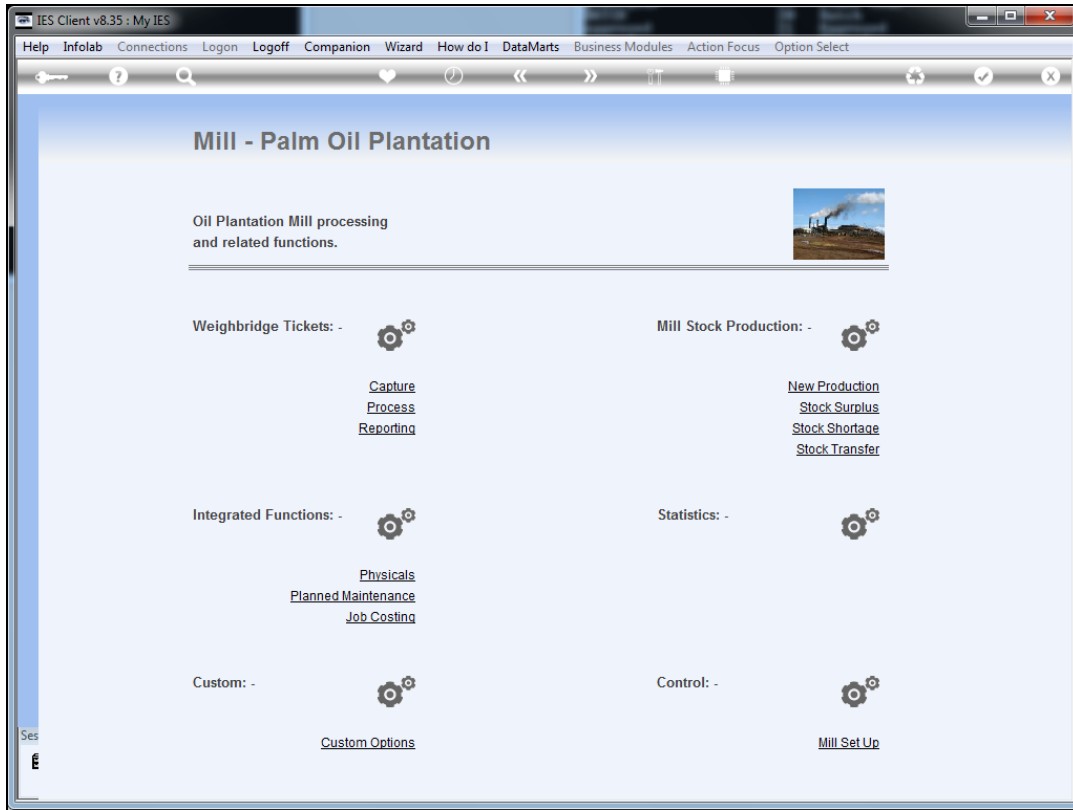 IES Client v8.35 : My IES
Help Infolab Connections Logon Logoff Companion Wizard How do I DataMarts Business Modules Action Focus Option Select
Mill - Palm Oil Plantation
Oil Plantation Mill processing
and related functions.
Weighbridge Tickets: -
Capture
Process
Reporting
Mill Stock Production: -
New Production
Stock Surplus
Stock Shortage
Stock Transfer
Integrated Functions: -
Physicals
Planned Maintenance
Job Costing
Statistics: -
Custom: -
Custom Options
Control: -
Mill Set Up
Ses